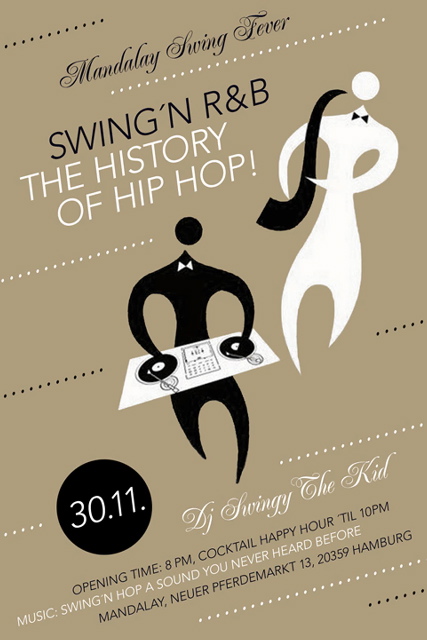 Mandalay Swing Fever
SWING´N R&B
THE HISTORY
OF HIP HOP!
30.11.
Dj Swingy The Kid
OPENING TIME: 8 PM, COCKTAIL HAPPY HOUR ´TIL 10PM
MUSIC: SWING´N HOP A SOUND YOU NEVER HEARD BEFORE
MANDALAY, NEUER PFERDEMARKT 13, 20359 HAMBURG